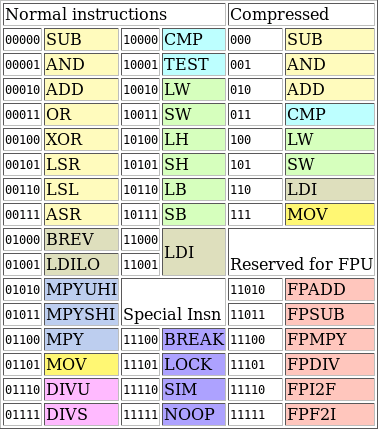 Normal instructions Compressed
00000 SUB 10000 CMP 000 SUB
00001 AND 10001 TEST 001 AND
00010 ADD 10010 LW 010 ADD
00011 OR 10011 SW 011 CMP
00100 XOR 10100 LH 100 LW
00101 LSR 10101 SH 101 SW
00110 LSL 10110 LB 110 LDI
00111 ASR 10111 SB 111 MOV
01000 BREV 11000 LDI
01001 LDILO 11001 Reserved for FPU
01010 MPYUHI 11010 FPADD
01011 MPYSHI Special Insn 11011 FPSUB
01100 MPY 11100 BREAK 11100 FPMPY
01101 MOV 11101 LOCK 11101 FPDIV
01110 DIVU 11110 SIM 11110 FPI2F
01111 DIVS 11111 NOOP 11111 FPF2I